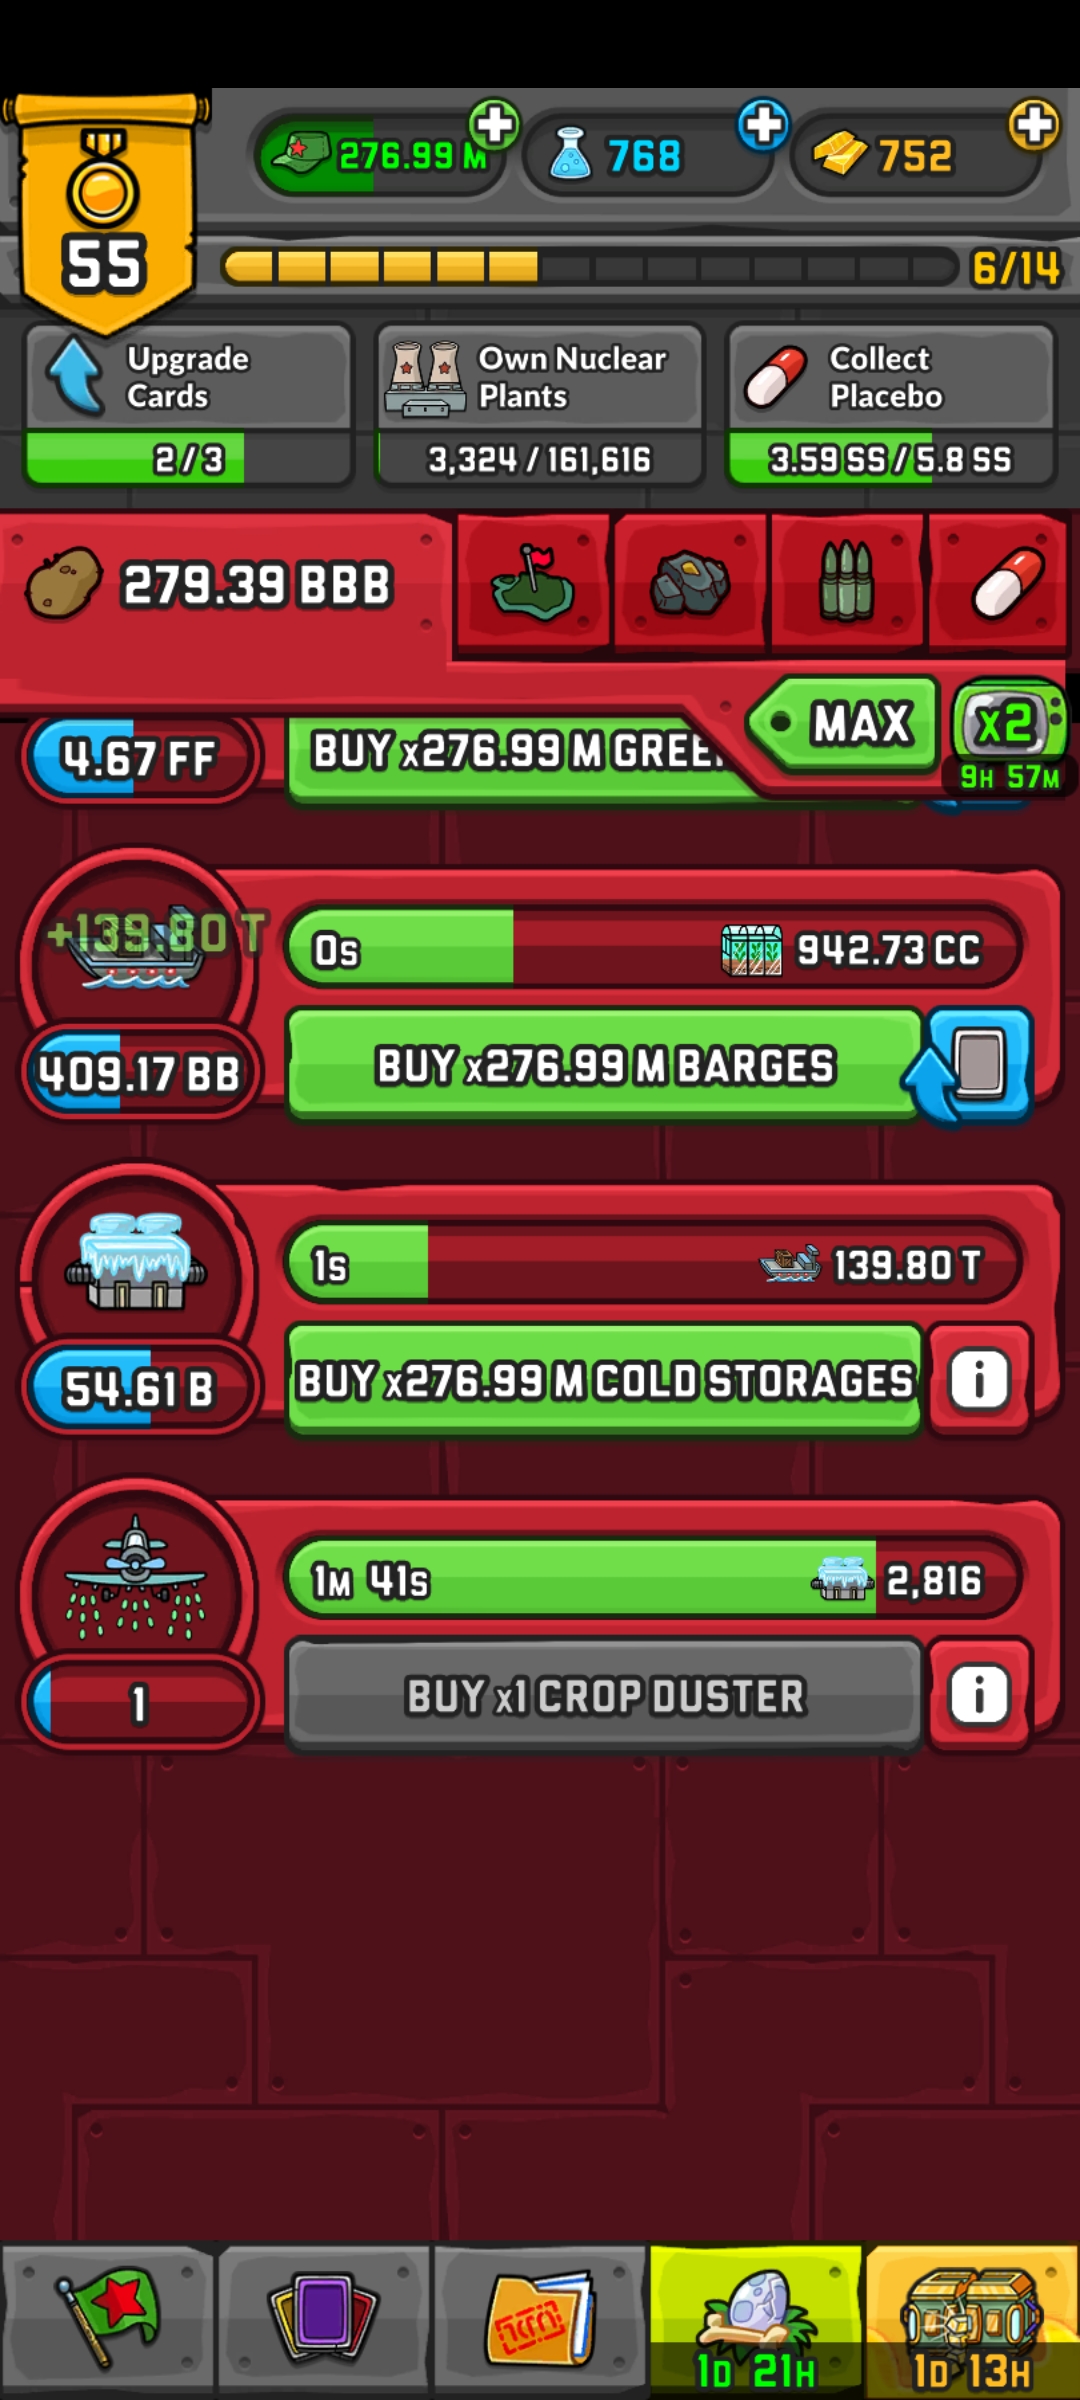 276.99 M
768
752
55
6/14
Upgrade
Cards
2/3
Own Nuclear
Plants
3,324/161,616
Collect
Placebo
3.59 SS/5.8 SS
279.39 BBB
MAX
x2
9H 57M
4.67 FF
BUY x276.99 M GREE
+139.80 T
0s
942.73 CC
409.17 BB
BUY x276.99 M BARGES
1s
139.80 T
54.61 B
BUY x276.99 M COLD STORAGES
i
1M 41s
2,816
1
BUY x1 CROP DUSTER
i
1D 21H
1D 13H